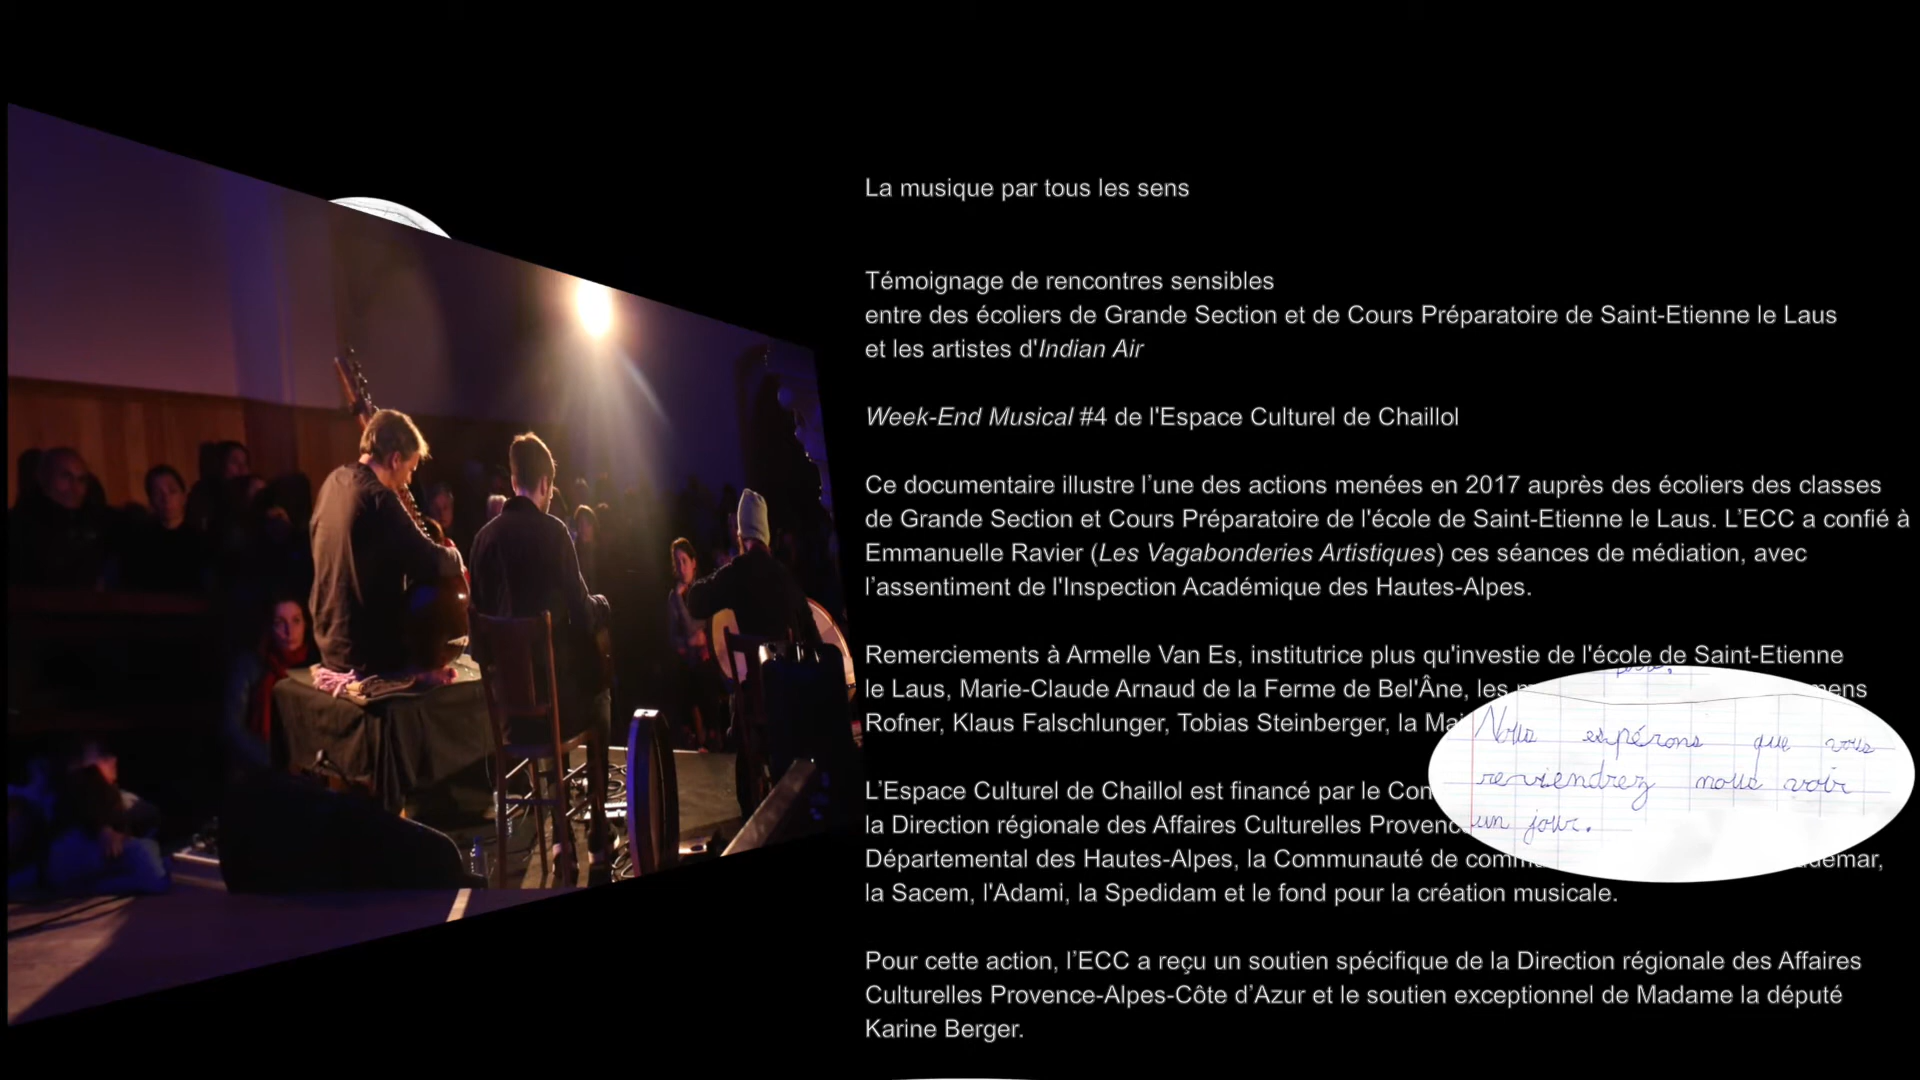 La musique par tous les sens
Témoignage de rencontres sensibles
entre des écoliers de Grande Section et de Cours Préparatoire de Saint-Etienne le Laus
et les artistes d'Indian Air
Week-End Musical #4 de l'Espace Culturel de Chaillol
Ce documentaire illustre l’une des actions menées en 2017 auprès des écoliers des classes
de Grande Section et Cours Préparatoire de l'école de Saint-Etienne le Laus. L’ECC a confié à
Emmanuelle Ravier (Les Vagabonderies Artistiques) ces séances de médiation, avec
l’assentiment de l'Inspection Académique des Hautes-Alpes.
Remerciements à Armelle Van Es, institutrice plus qu'investie de l'école de Saint-Etienne
le Laus, Marie-Claude Arnaud de la Ferme de Bel'Âne, les
Rofner, Klaus Falschlunger, Tobias Steinberger, la
L’Espace Culturel de Chaillol est financé par le
la Direction régionale des Affaires Culturelles
Départemental des Hautes-Alpes, la Communauté de
la Sacem, l'Adami, la Spedidam et le fond pour la création musicale.
Pour cette action, l’ECC a reçu un soutien spécifique de la Direction régionale des Affaires
Culturelles Provence-Alpes-Côte d’Azur et le soutien exceptionnel de Madame la député
Karine Berger.
Nous espérons que vous
reviendrez nous voir
un jour.